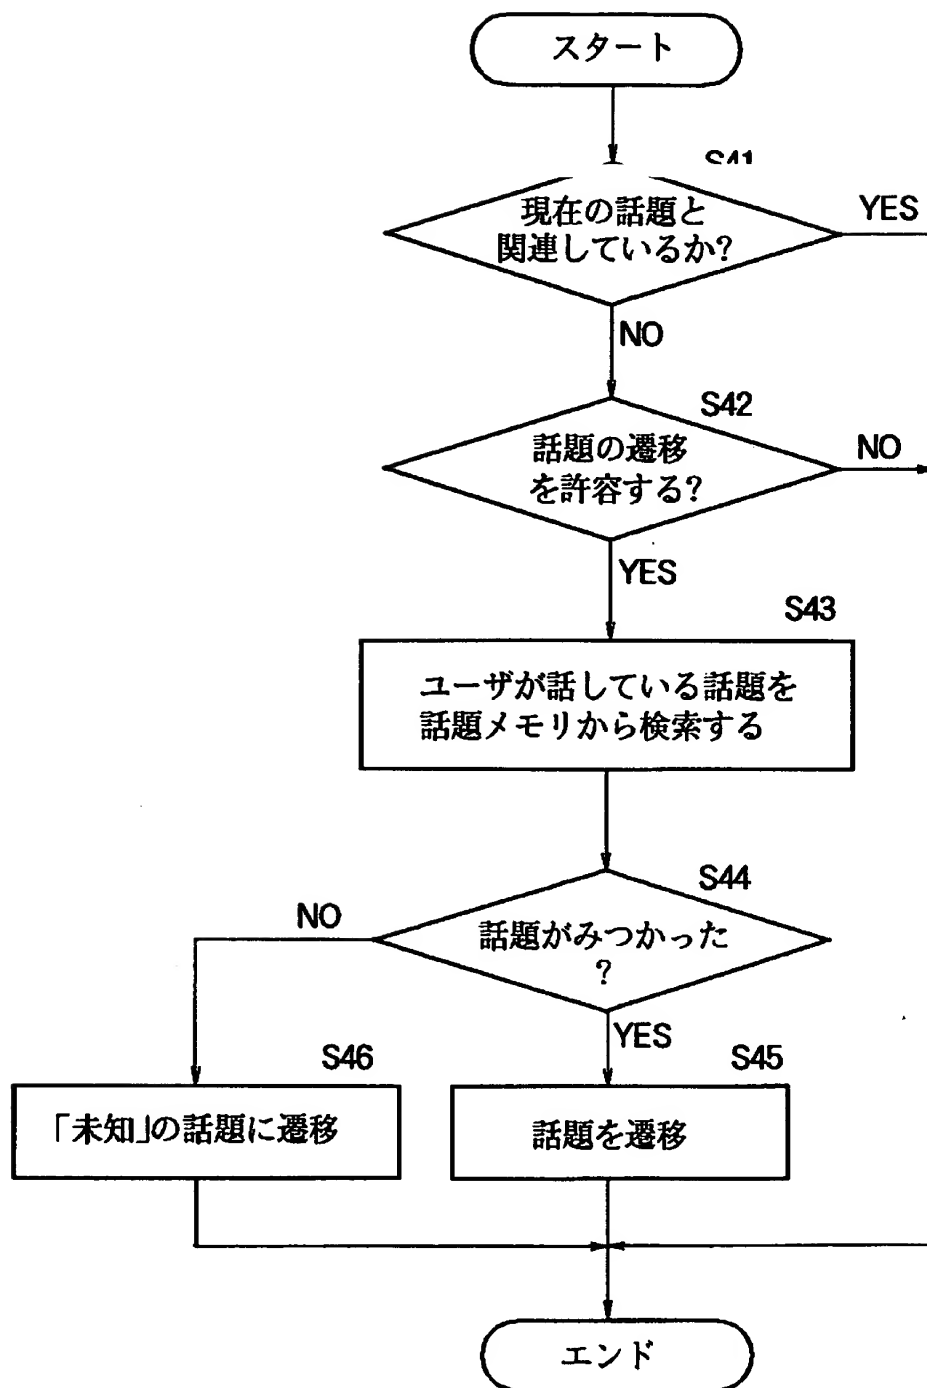 スタート
S41
現在の話題と
関連しているか?
YES
NO
S42
話題の遷移
を許容する?
NO
YES
S43
ユーザが話している話題を
話題メモリから検索する
S44
話題がみつかった
?
NO
YES
S46
「未知」の話題に遷移
S45
話題を遷移
エンド